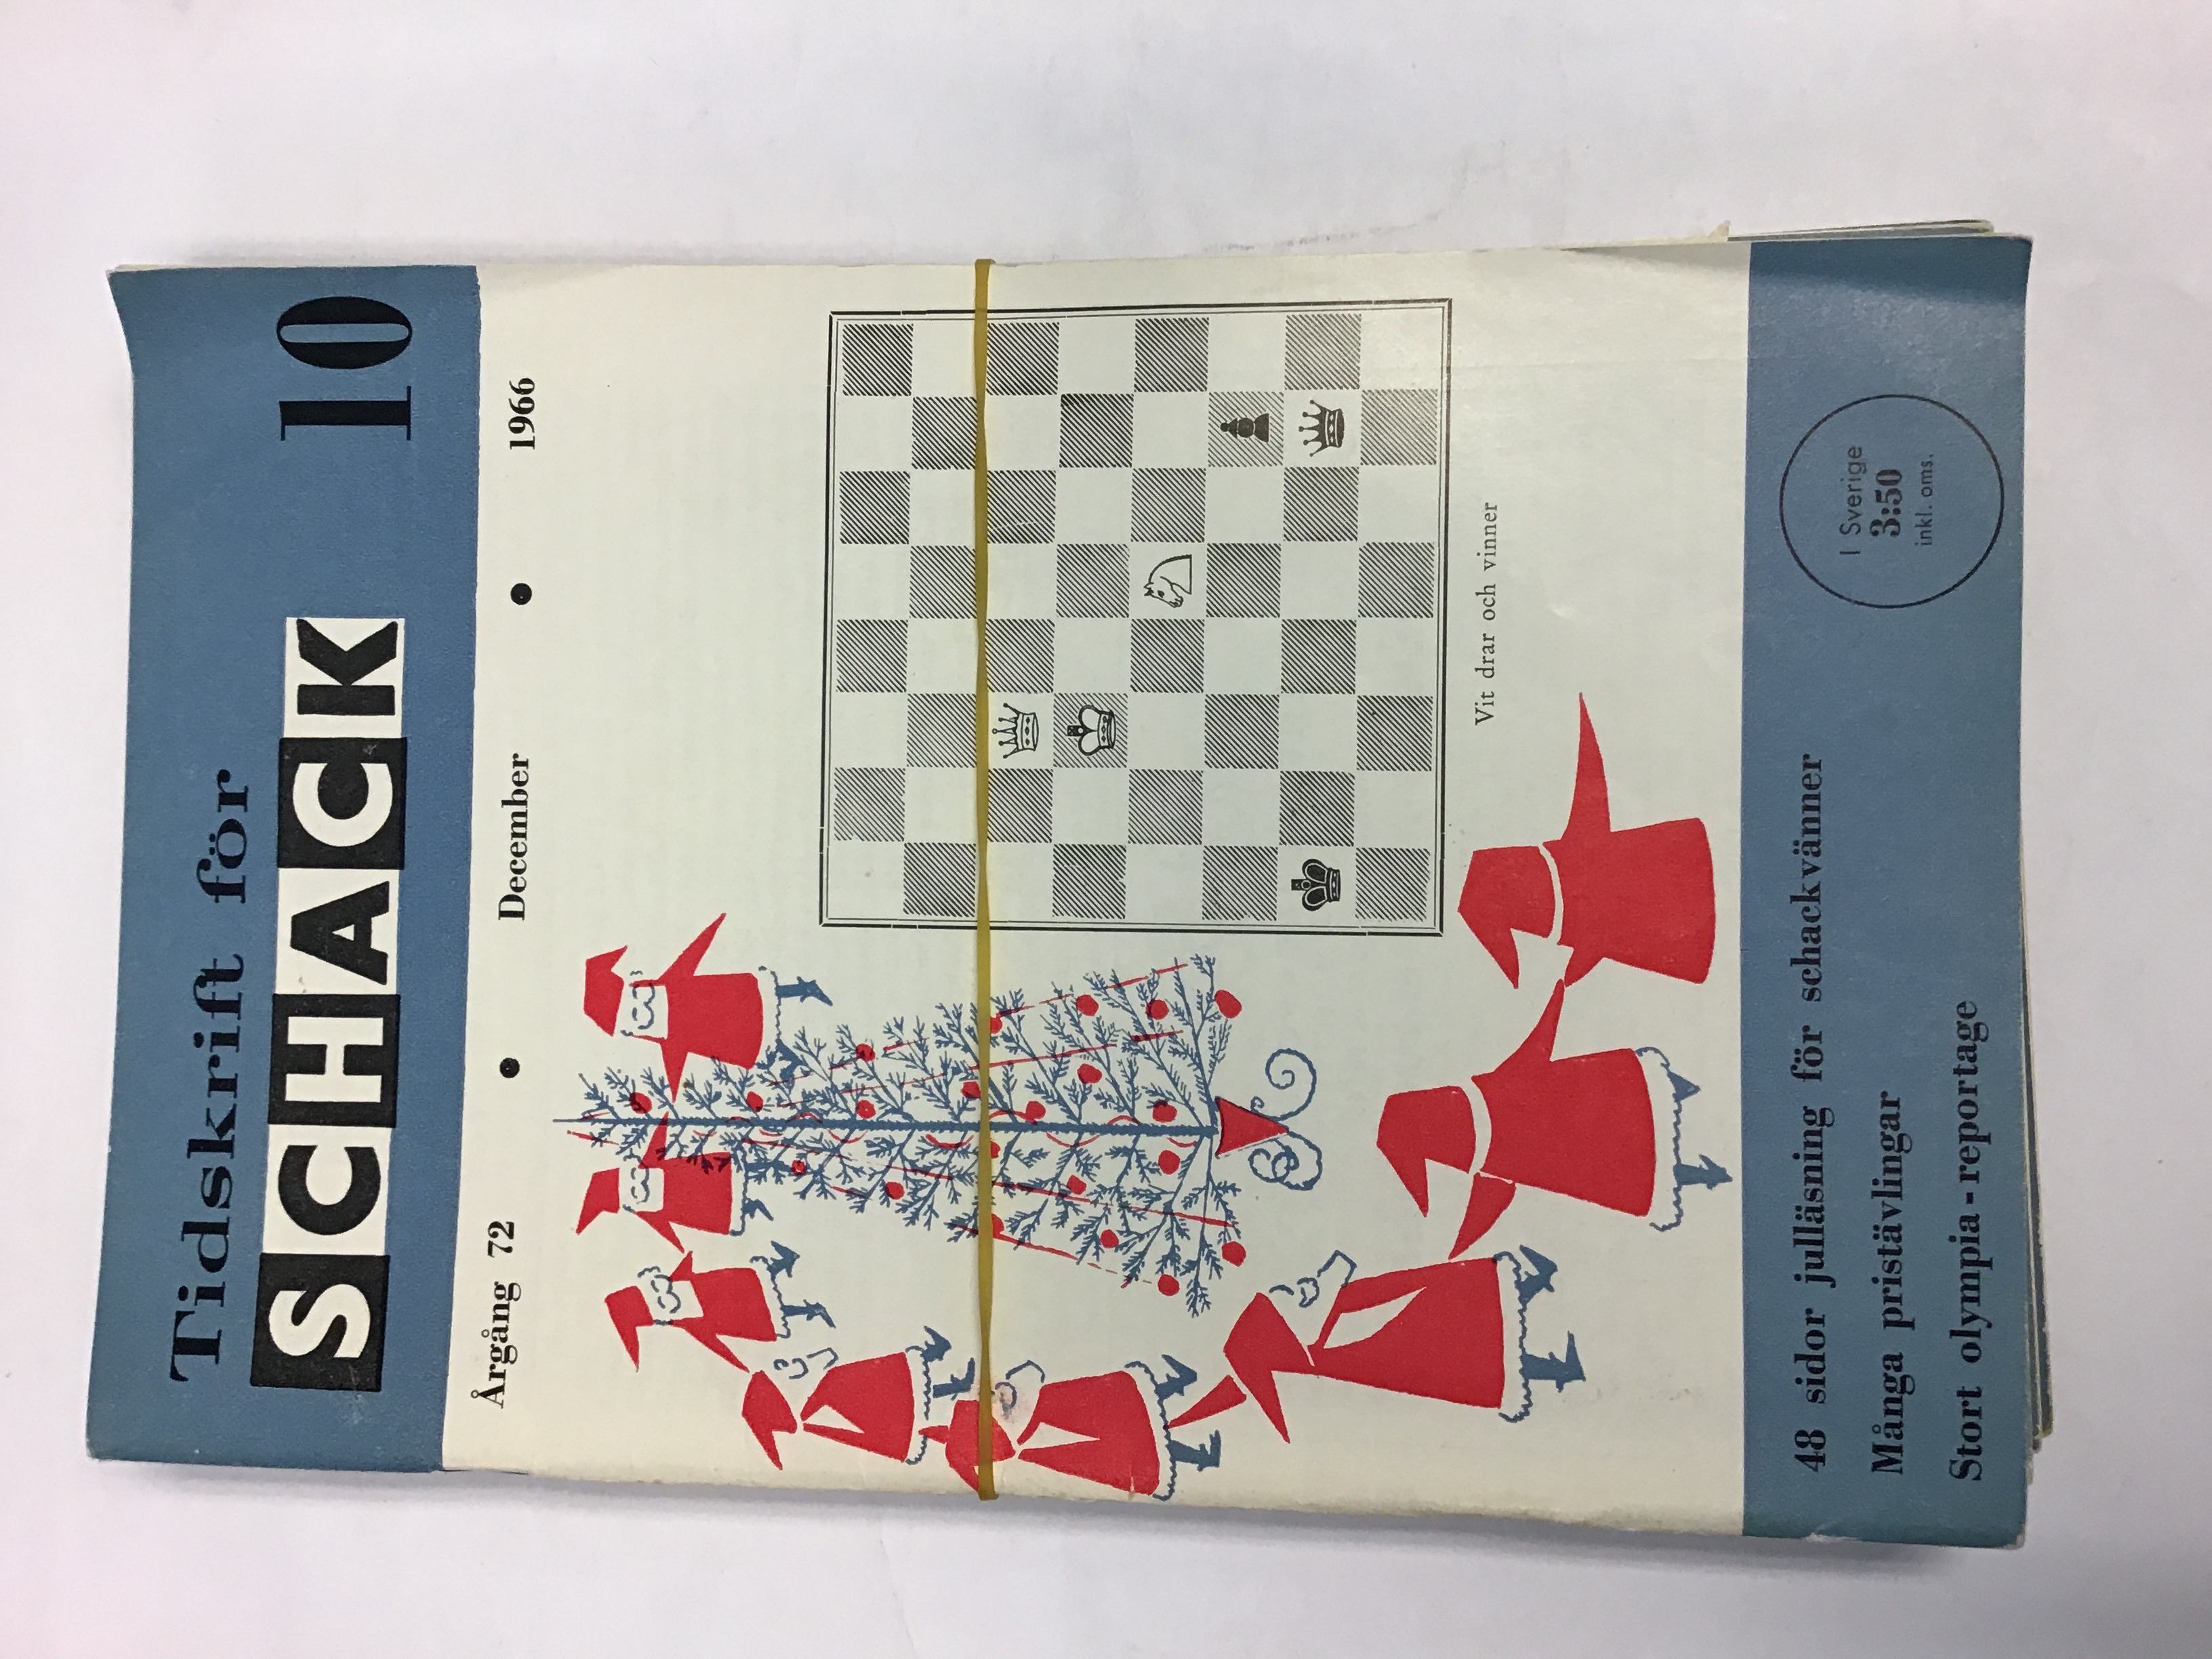 Tidskrift för
SCHACK 10
Årgång 72 • December • 1966
Vit drar och vinner
48 sidor julläsning för schackvänner
Många pristävlingar
Stort olympia-reportage
I Sverige
3:50
inkl. oms.